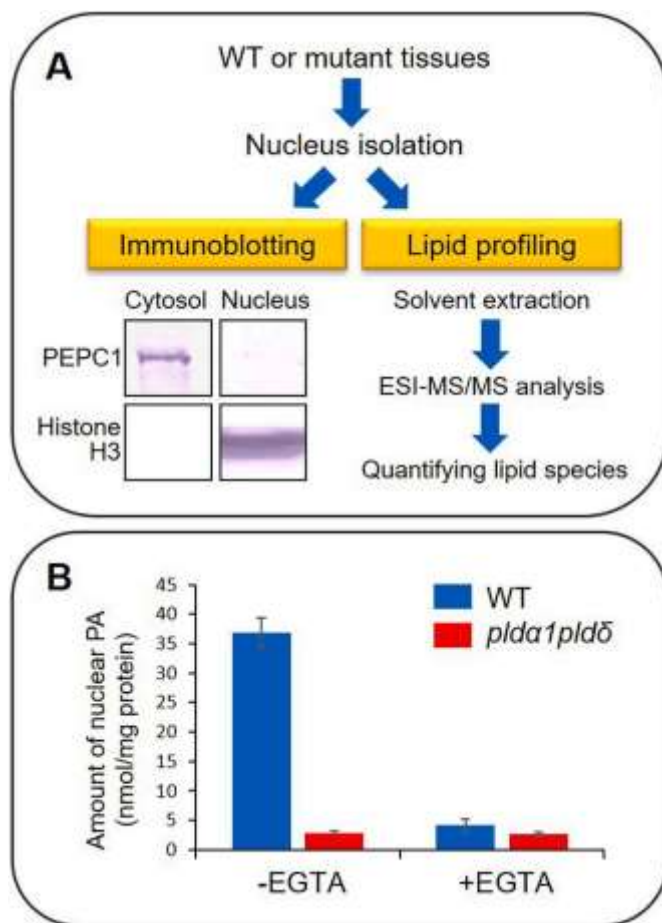 A
WT or mutant tissues
Nucleus isolation
Immunoblotting
Lipid profiling
Cytosol Nucleus
PEPC1
Histone
H3
Solvent extraction
ESI-MS/MS analysis
Quantifying lipid species
B
Amount of nuclear PA
(nmol/mg protein)
45
40
35
30
25
20
15
10
5
0
WT
pldα1pldδ
-EGTA
+EGTA